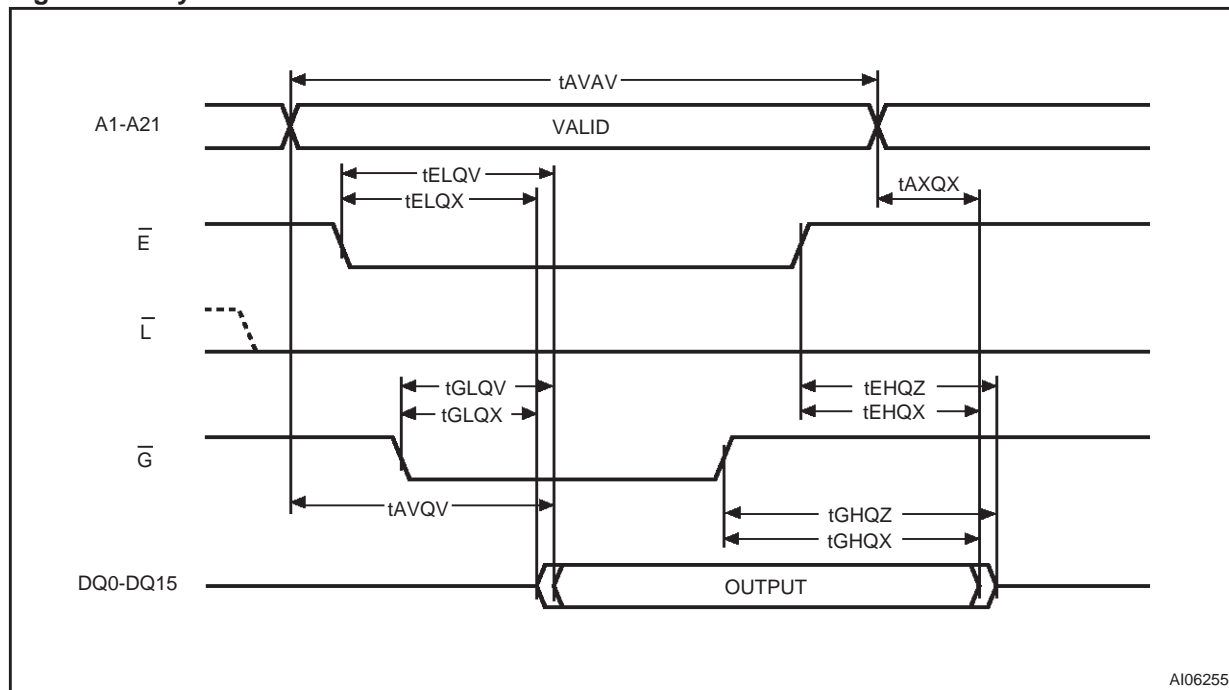 tAVAV
A1-A21
VALID
tELQV
tAXQX
tELQX
E̅
L̅
tGLQV
tEHQZ
tGLQX
tEHQX
G̅
tAVQV
tGHQZ
tGHQX
DQ0-DQ15
OUTPUT
AI06255